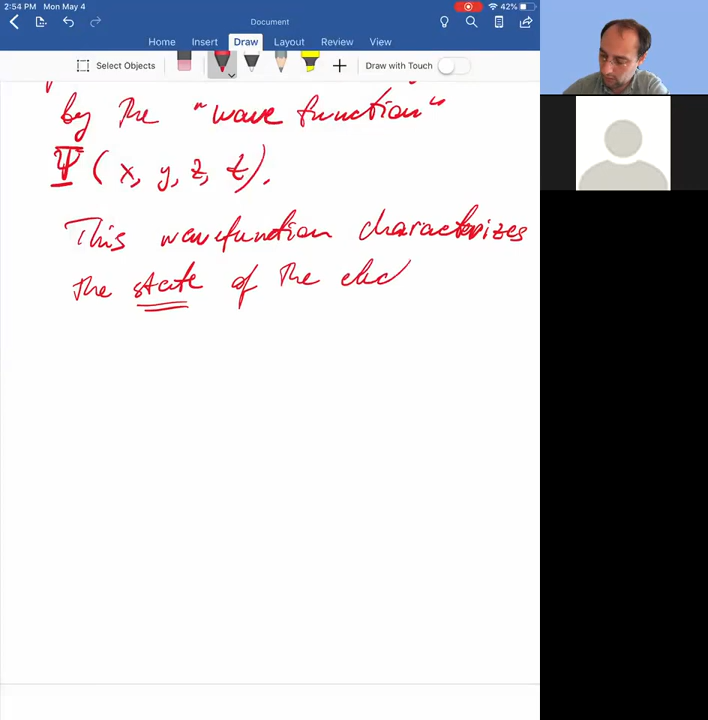 2:54 PM Mon May 4
42%
Document
Home Insert Draw Layout Review View
Select Objects
Draw with Touch
by the "wave function"
Ψ(x, y, z, t).
This wavefunction characterizes
the state of the elec